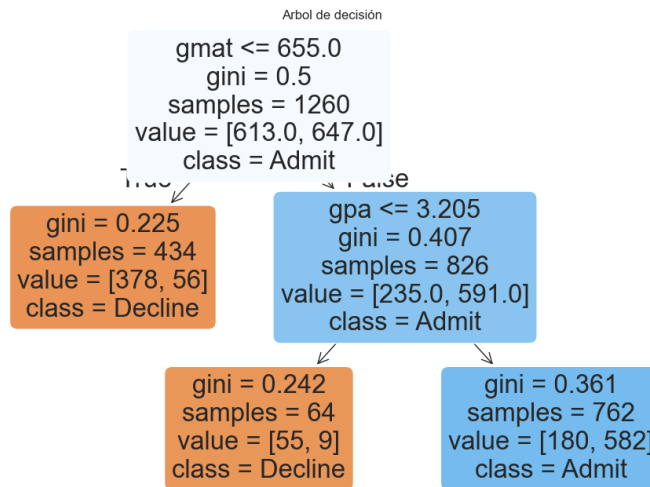 Arbol de decisión
gmat <= 655.0
gini = 0.5
samples = 1260
value = [613.0, 647.0]
class = Admit
True
False
gini = 0.225
samples = 434
value = [378, 56]
class = Decline
gpa <= 3.205
gini = 0.407
samples = 826
value = [235.0, 591.0]
class = Admit
gini = 0.242
samples = 64
value = [55, 9]
class = Decline
gini = 0.361
samples = 762
value = [180, 582]
class = Admit